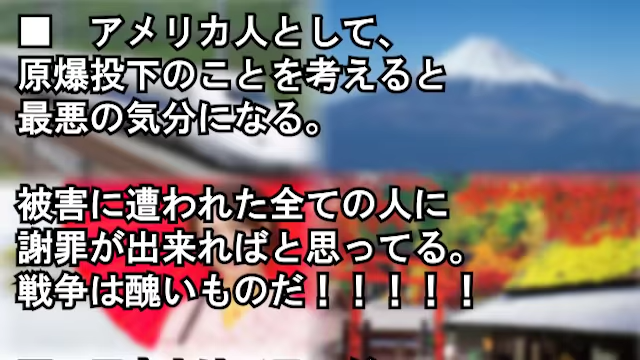 ■　アメリカ人として、
原爆投下のことを考えると
最悪の気分になる。
被害に遭われた全ての人に
謝罪が出来ればと思ってる。
戦争は醜いものだ！！！！！